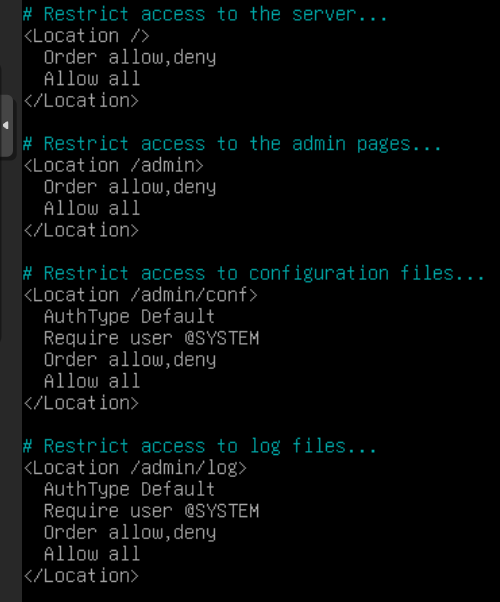 # Restrict access to the server...
<Location />
  Order allow,deny
  Allow all
</Location>

# Restrict access to the admin pages...
<Location /admin>
  Order allow,deny
  Allow all
</Location>

# Restrict access to configuration files...
<Location /admin/conf>
  AuthType Default
  Require user @SYSTEM
  Order allow,deny
  Allow all
</Location>

# Restrict access to log files...
<Location /admin/log>
  AuthType Default
  Require user @SYSTEM
  Order allow,deny
  Allow all
</Location>